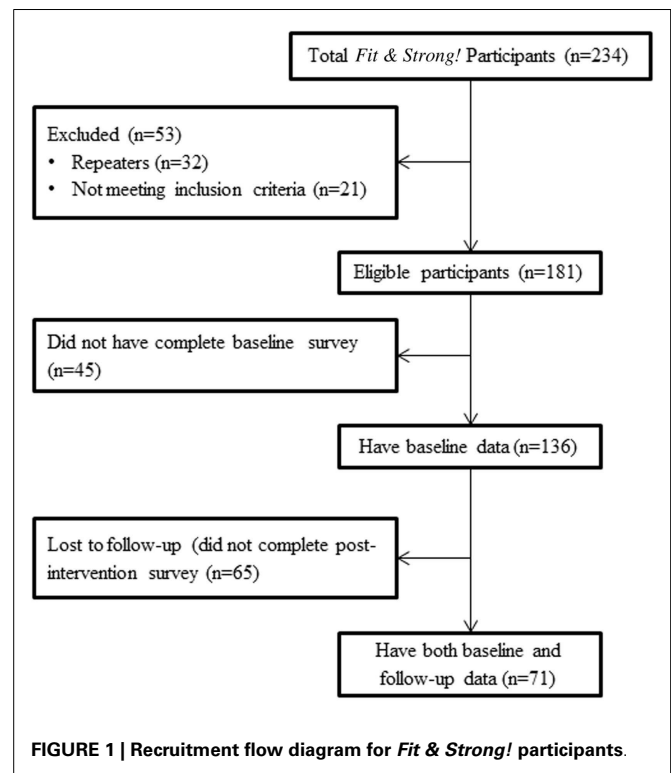 Total Fit & Strong! Participants (n=234)
Excluded (n=53)
• Repeaters (n=32)
• Not meeting inclusion criteria (n=21)
Eligible participants (n=181)
Did not have complete baseline survey
(n=45)
Have baseline data (n=136)
Lost to follow-up (did not complete post-
intervention survey (n=65)
Have both baseline and
follow-up data (n=71)
FIGURE 1 | Recruitment flow diagram for Fit & Strong! participants.